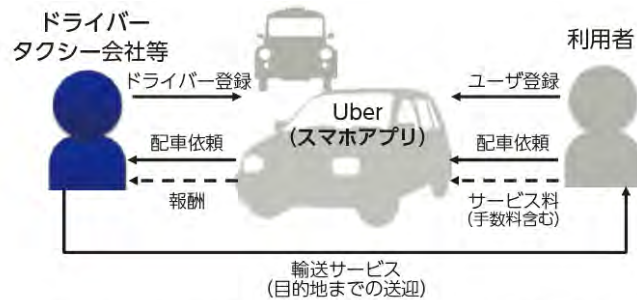 ドライバー
タクシー会社等
利用者
ドライバー登録
ユーザ登録
Uber
(スマホアプリ)
配車依頼
配車依頼
報酬
サービス料
(手数料含む)
輸送サービス
(目的地までの送迎)